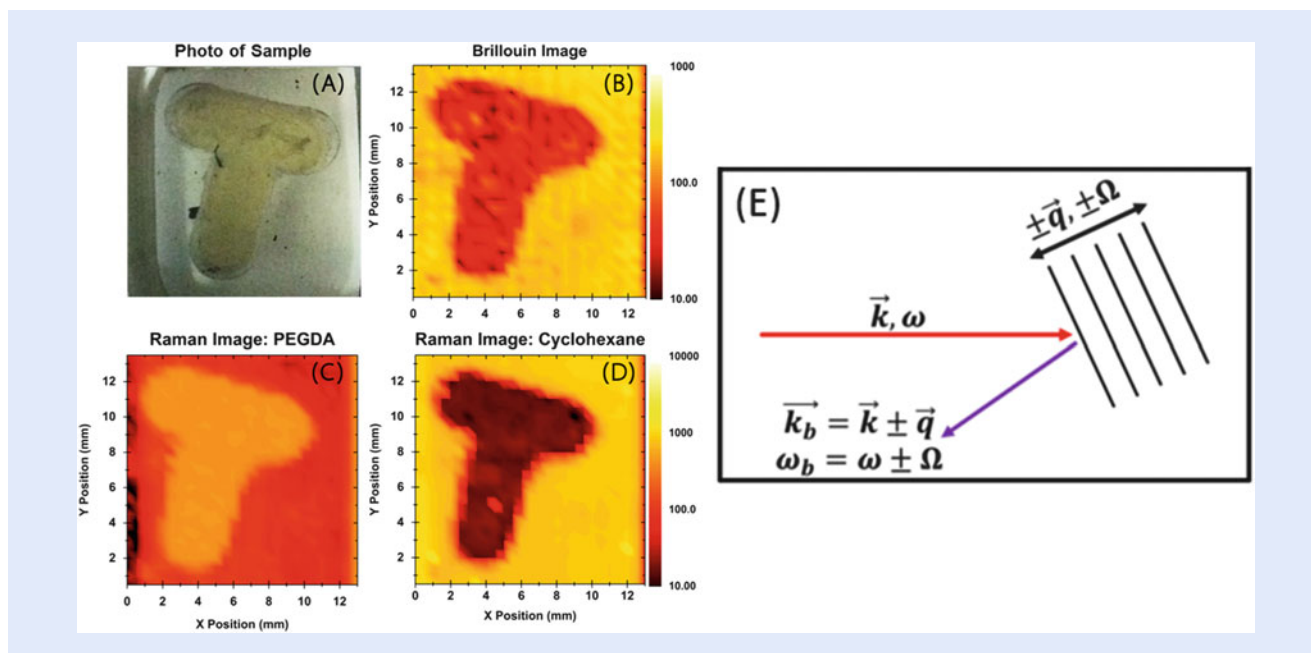 Photo of Sample
(A)
Brillouin Image
(B)
1000
100.0
10.00
Y Position (mm)
12
10
8
6
4
2
0 2 4 6 8 10 12
Raman Image: PEGDA
(C)
Y Position (mm)
12
10
8
6
4
2
0 2 4 6 8 10 12
X Position (mm)
Raman Image: Cyclohexane
(D)
10000
1000
100.0
10.00
Y Position (mm)
12
10
8
6
4
2
0 2 4 6 8 10 12
X Position (mm)
(E)
±q⃗, ±Ω
k⃗, ω
k⃗_b = k⃗ ± q⃗
ω_b = ω ± Ω